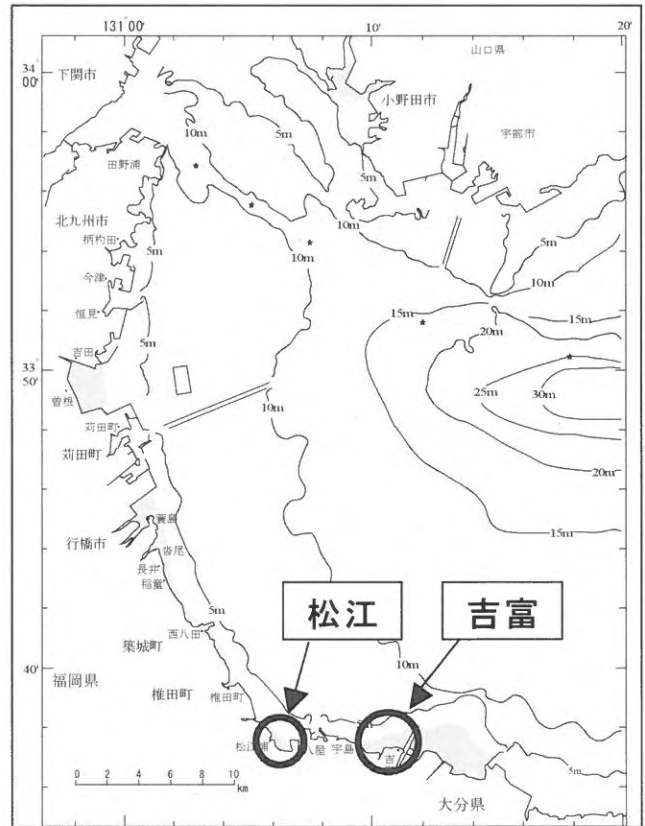 131°00′
10′
20′
34°
00′
山口県
下関市
小野田市
宇部市
10m
5m
田野浦
5m
北九州市
柄杓田
5m
10m
10m
5m
10m
今津
恒見
5m
15m
20m
15m
吉田
33°
50′
25m
30m
曽根
10m
苅田町
苅田町
20m
蓑島
15m
行橋市
沓尾
長井
稲童
5m
松江
吉富
西八田
築城町
40′
10m
福岡県
椎田町
椎田町
5m
松江浦
八屋
宇島
吉
5m
0 2 4 6 8 10
km
大分県